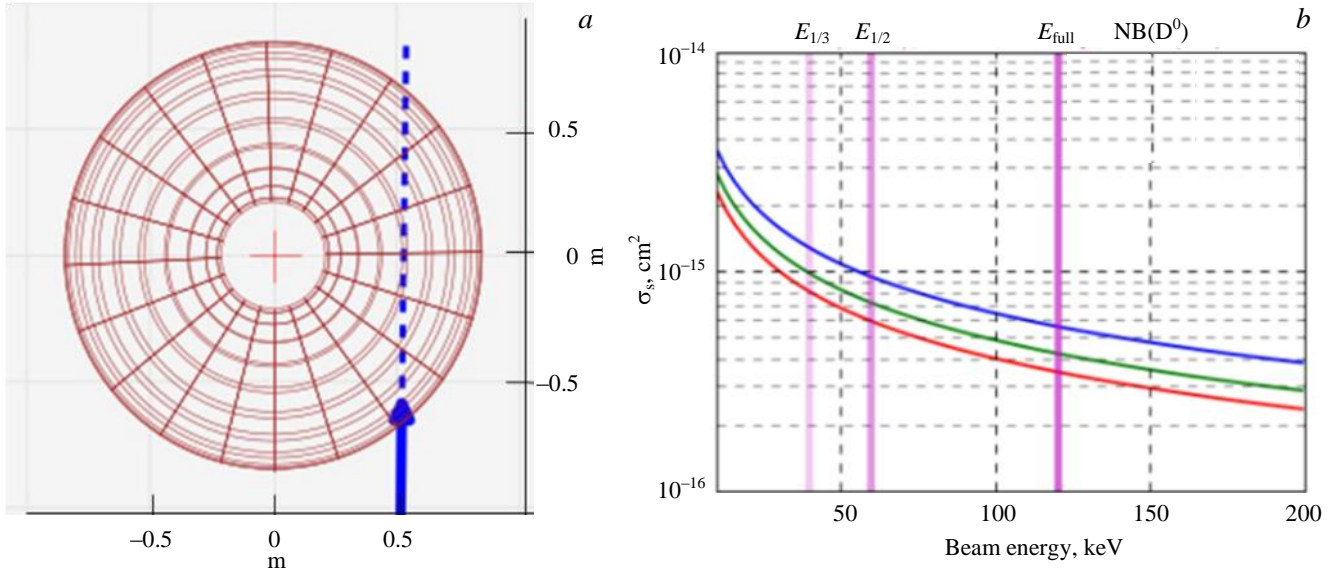 a
0.5
0
m
–0.5
–0.5
0
0.5
m
b
E1/3
E1/2
Efull
NB(D⁰)
10⁻¹⁴
10⁻¹⁵
10⁻¹⁶
σs, cm²
50
100
150
200
Beam energy, keV